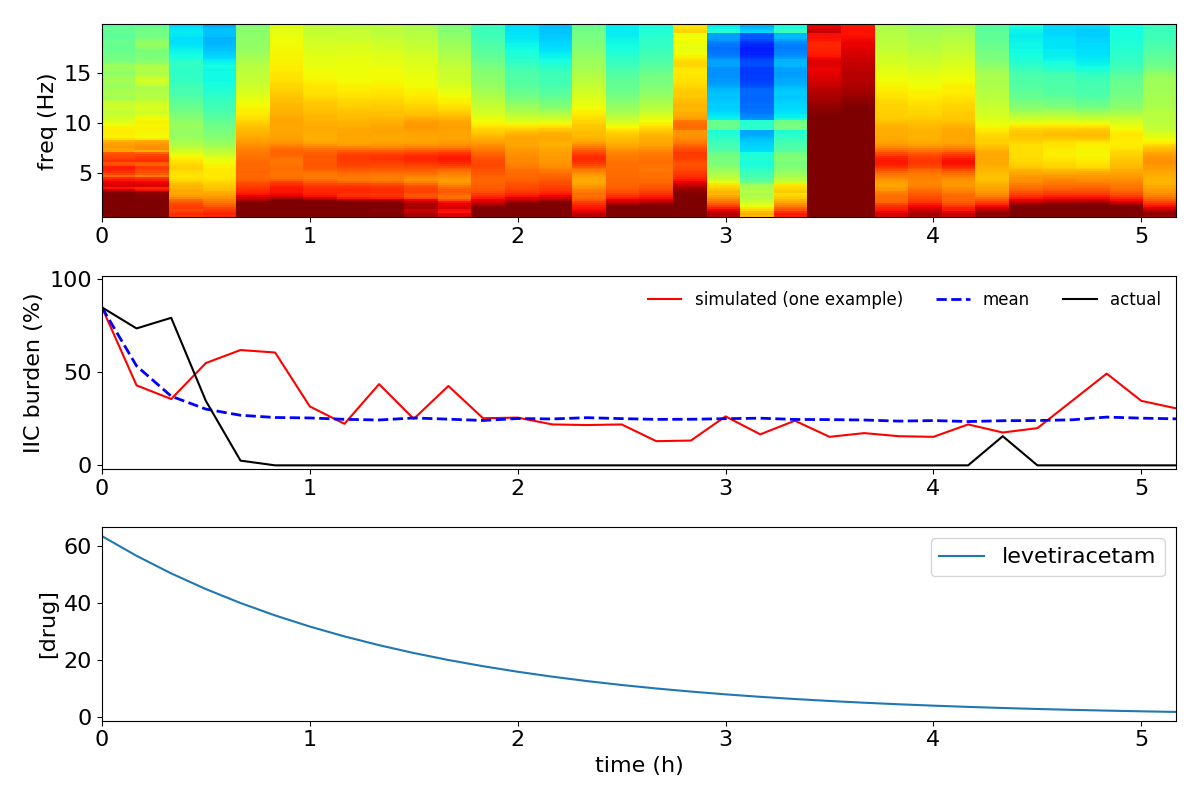 freq (Hz)
15
10
5
0 1 2 3 4 5
IIC burden (%)
100
50
0
simulated (one example) mean actual
0 1 2 3 4 5
[drug]
60
40
20
0
levetiracetam
0 1 2 3 4 5
time (h)